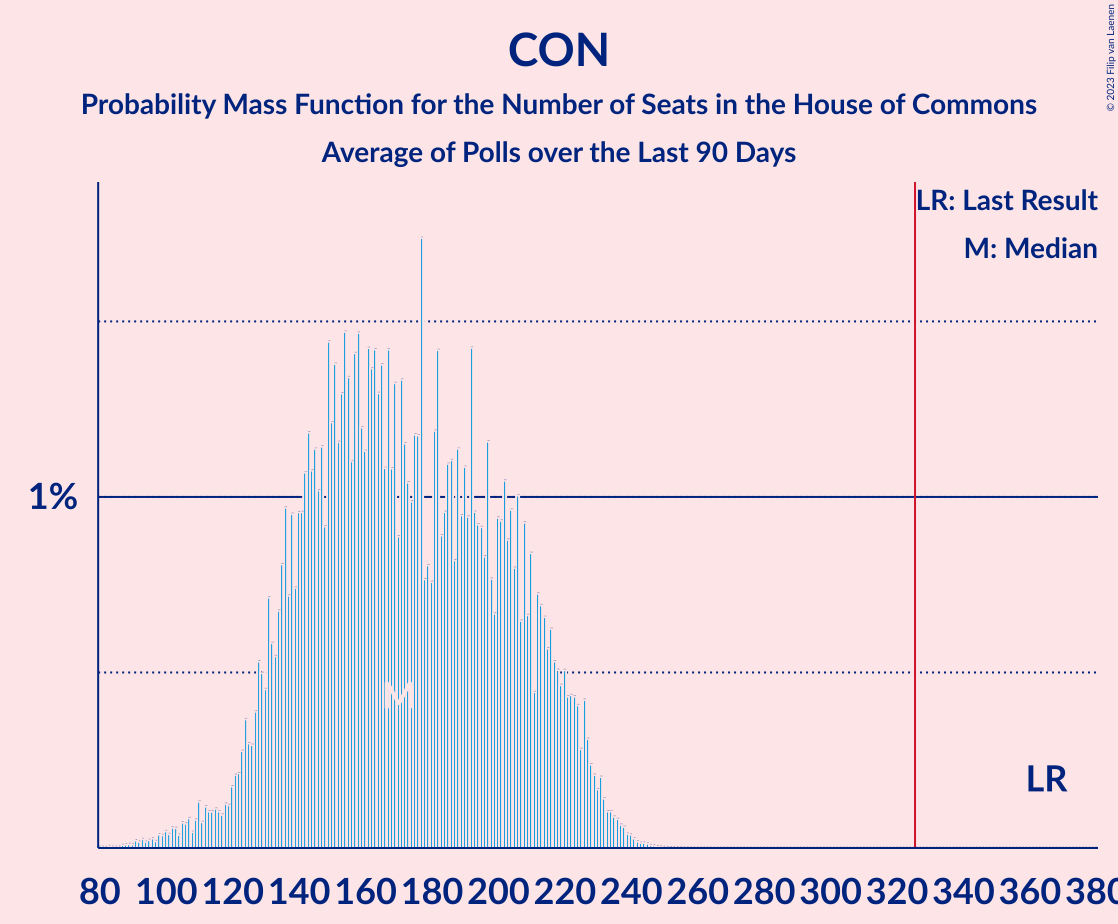 CON
Probability Mass Function for the Number of Seats in the House of Commons
Average of Polls over the Last 90 Days
© 2023 Filip van Laenen
LR: Last Result
M: Median
1%
M
LR
80 100 120 140 160 180 200 220 240 260 280 300 320 340 360 380